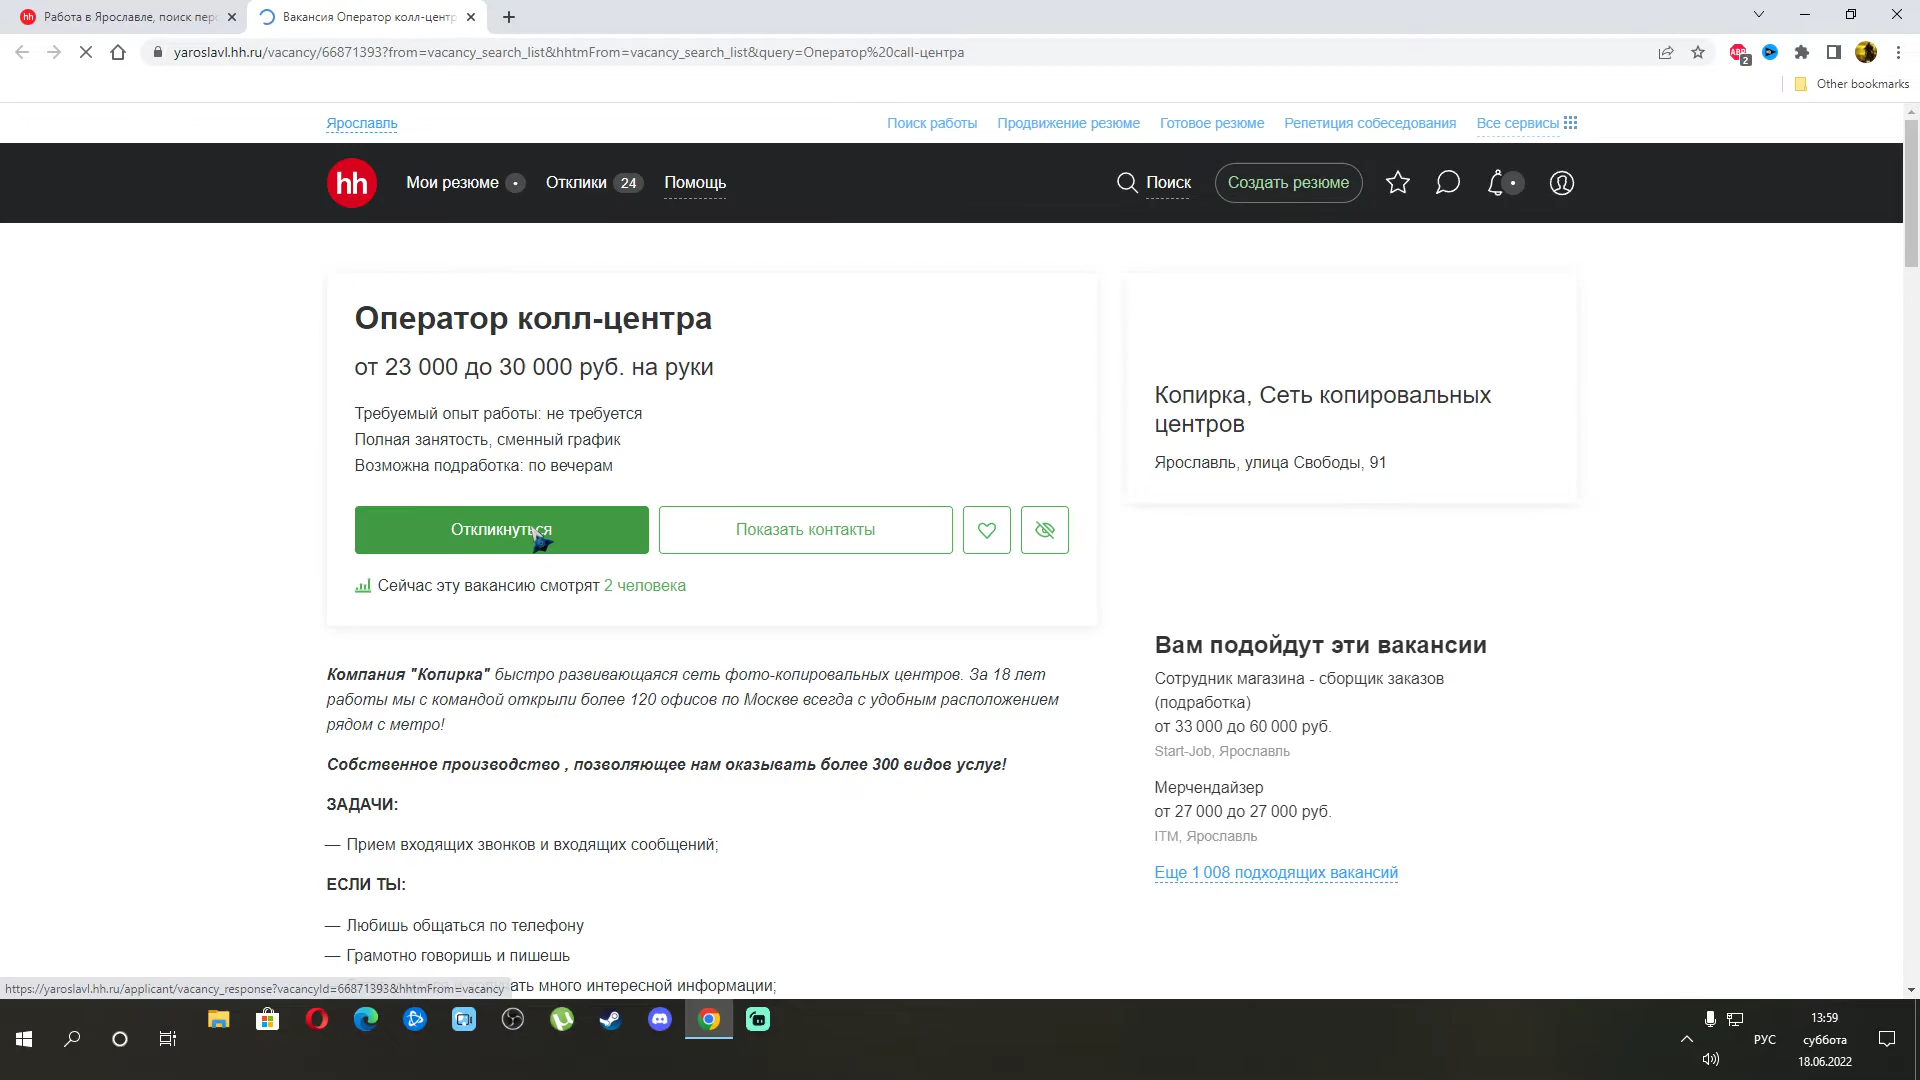 Работа в Ярославле, поиск пер
Вакансия Оператор колл-центр
yaroslavl.hh.ru/vacancy/66871393?from=vacancy_search_list&hhtmFrom=vacancy_search_list&query=Оператор%20call-центра
ABP
2
Other bookmarks
Ярославль
Поиск работы
Продвижение резюме
Готовое резюме
Репетиция собеседования
Все сервисы
hh
Мои резюме
Отклики 24
Помощь
Поиск
Создать резюме
Оператор колл-центра
от 23 000 до 30 000 руб. на руки
Требуемый опыт работы: не требуется
Полная занятость, сменный график
Возможна подработка: по вечерам
Откликнуться
Показать контакты
Сейчас эту вакансию смотрят 2 человека
Копирка, Сеть копировальных
центров
Ярославль, улица Свободы, 91
Компания "Копирка" быстро развивающаяся сеть фото-копировальных центров. За 18 лет
работы мы с командой открыли более 120 офисов по Москве всегда с удобным расположением
рядом с метро!
Собственное производство , позволяющее нам оказывать более 300 видов услуг!
ЗАДАЧИ:
— Прием входящих звонков и входящих сообщений;
ЕСЛИ ТЫ:
— Любишь общаться по телефону
— Грамотно говоришь и пишешь
ать много интересной информации;
Вам подойдут эти вакансии
Сотрудник магазина - сборщик заказов
(подработка)
от 33 000 до 60 000 руб.
Start-Job, Ярославль
Мерчендайзер
от 27 000 до 27 000 руб.
ITM, Ярославль
Еще 1 008 подходящих вакансий
https://yaroslavl.hh.ru/applicant/vacancy_response?vacancyId=66871393&hhtmFrom=vacancy
РУС
13:59
суббота
18.06.2022